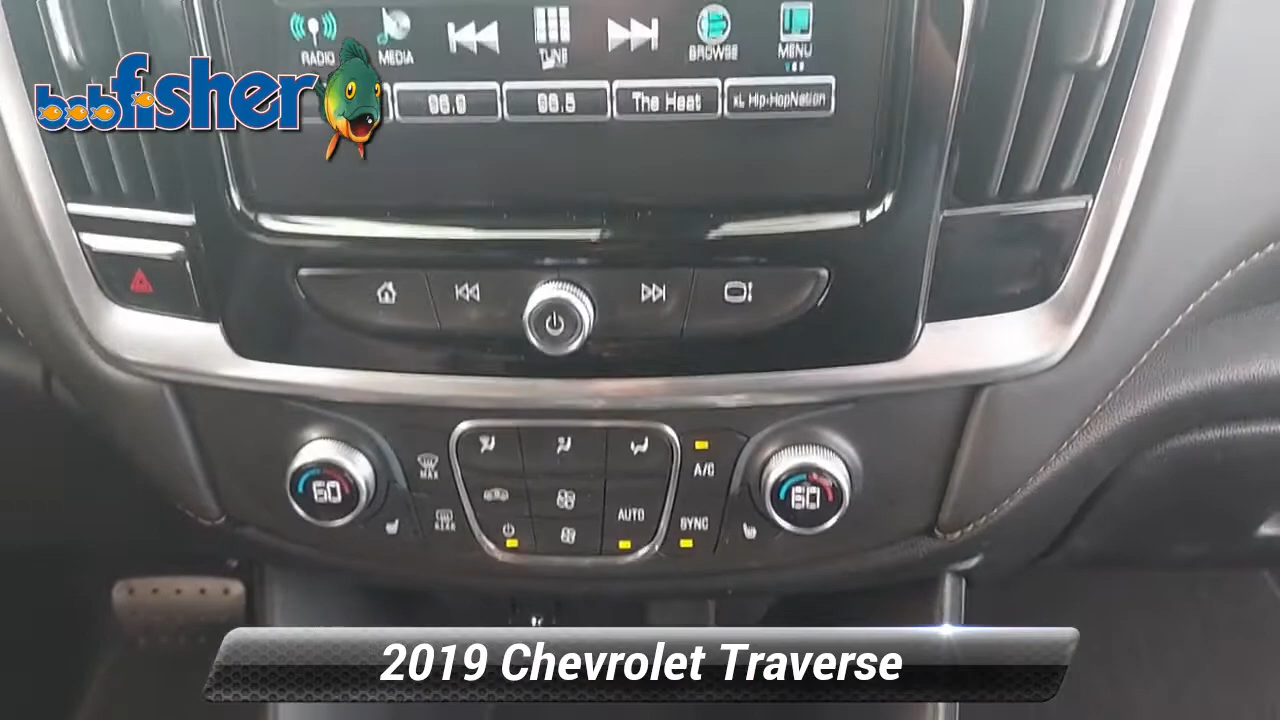 RADIO MEDIA TUNE BROWSE MENU
The Heat XL Hip-HopNation
bobfisher
60 MAX REAR AUTO A/C SYNC 60
2019 Chevrolet Traverse